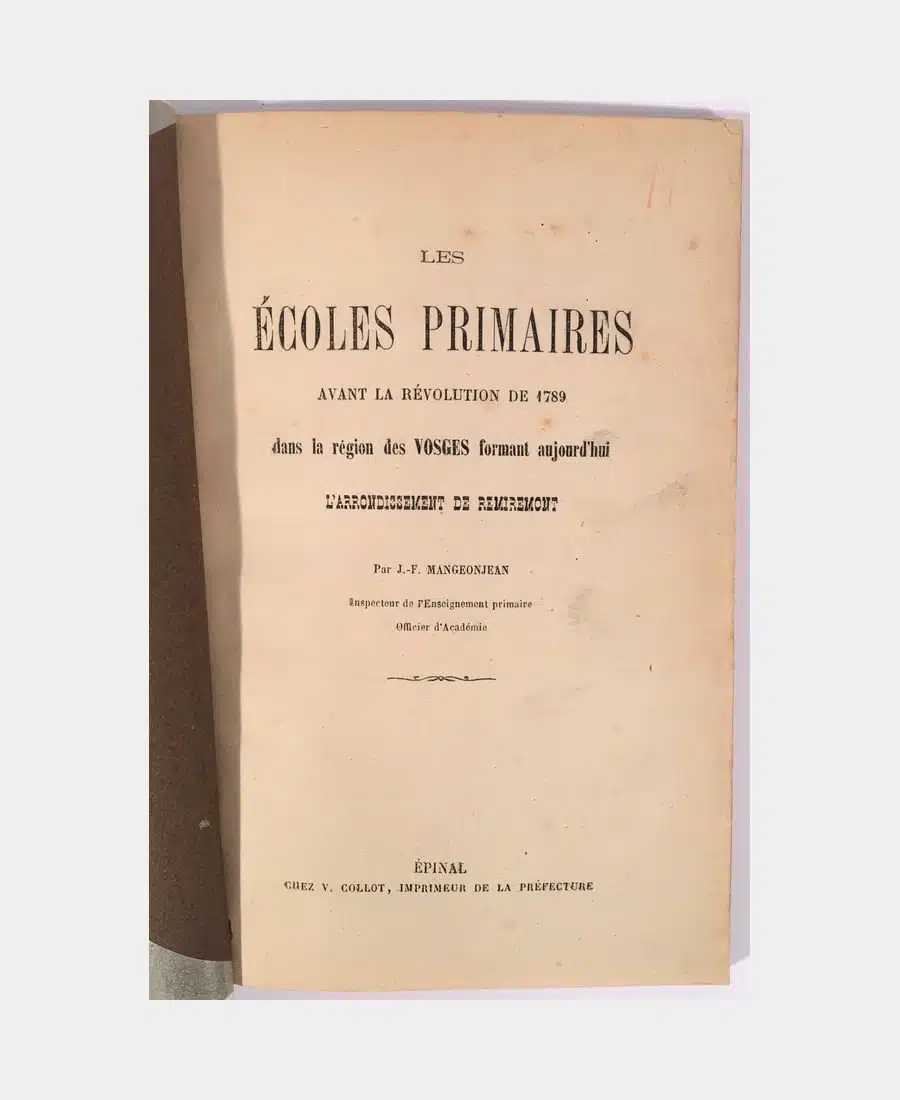 LES
ÉCOLES PRIMAIRES
AVANT LA RÉVOLUTION DE 1789
dans la région des VOSGES formant aujourd'hui
L'ARRONDISSEMENT DE REMIREMONT
Par J.-F. MANGEONJEAN
Inspecteur de l'Enseignement primaire
Officier d'Académie
ÉPINAL
CHEZ V. COLLOT, IMPRIMEUR DE LA PRÉFECTURE